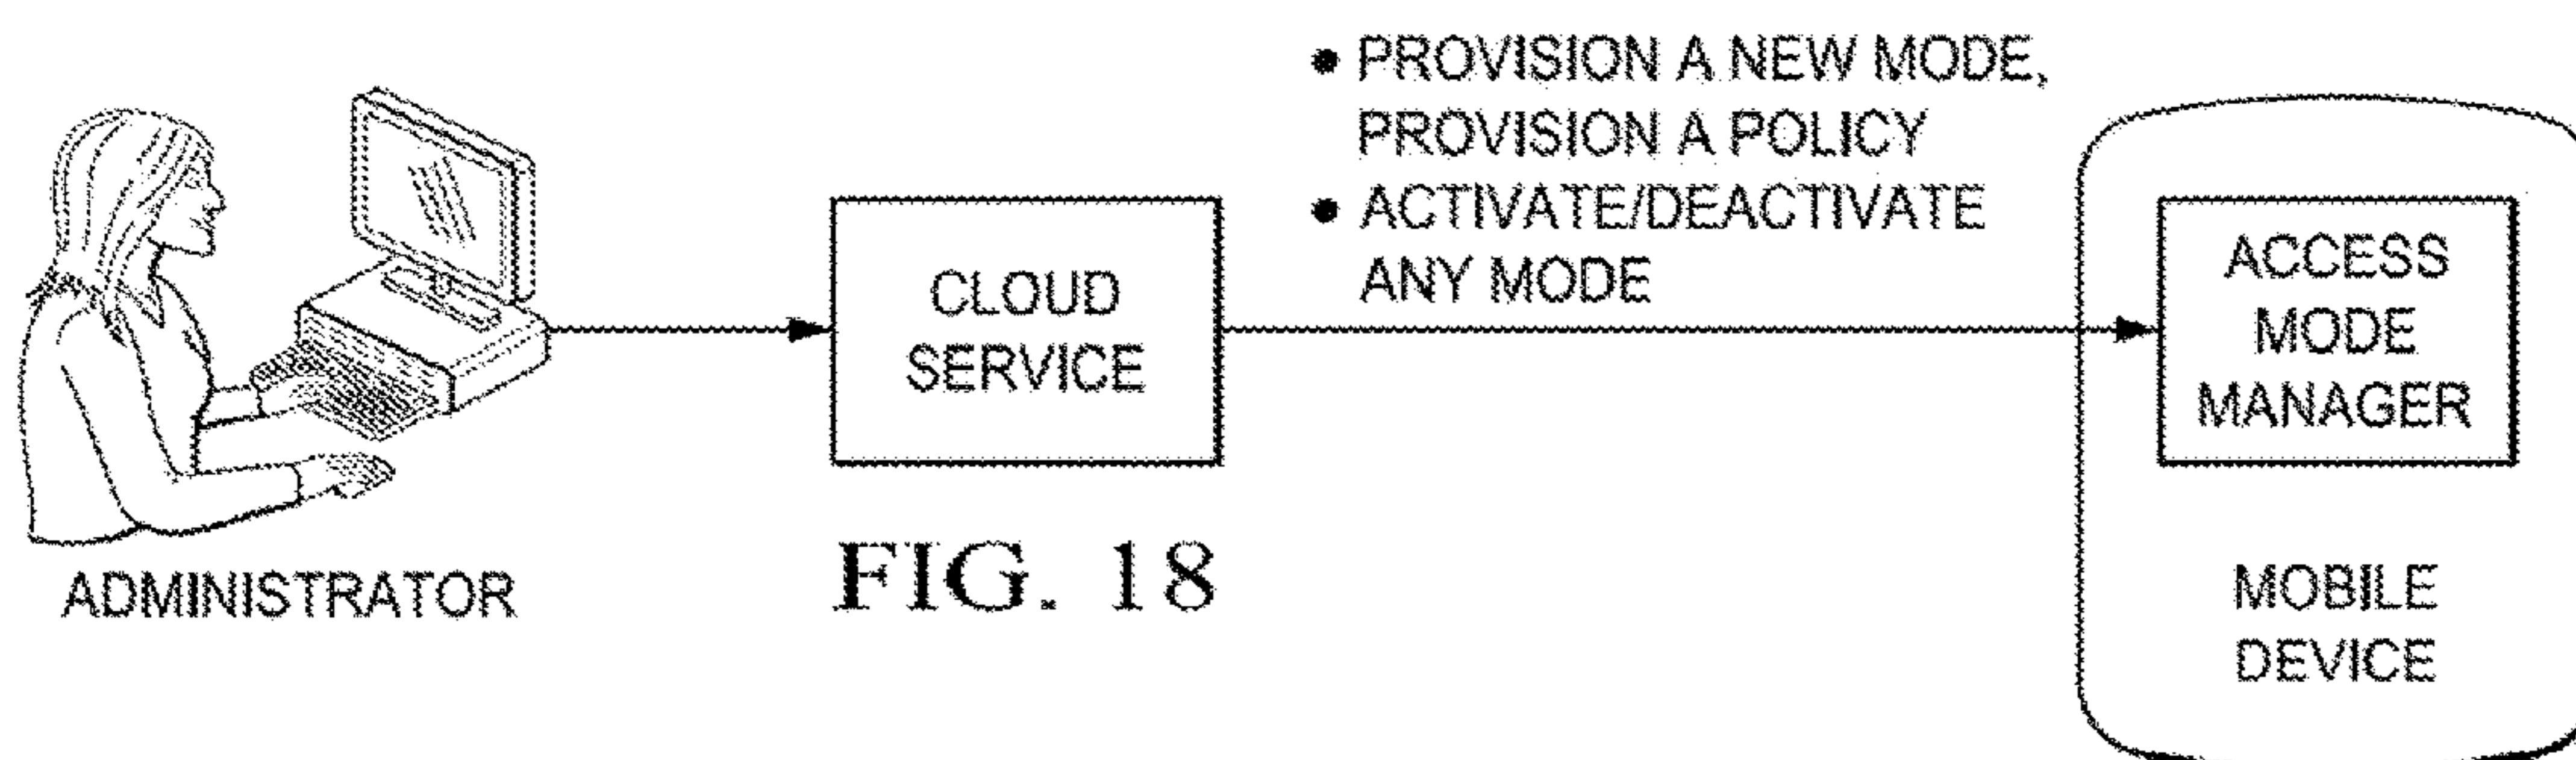 ● PROVISION A NEW MODE,
PROVISION A POLICY
● ACTIVATE/DEACTIVATE
ANY MODE
CLOUD
SERVICE
ACCESS
MODE
MANAGER
ADMINISTRATOR
FIG. 18
MOBILE
DEVICE